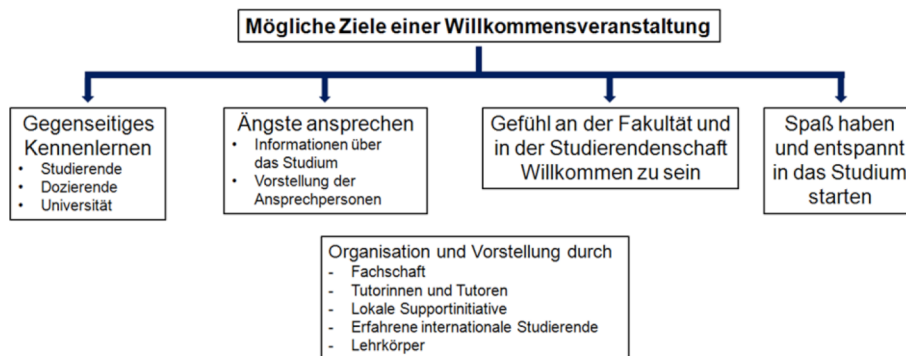 Mögliche Ziele einer Willkommensveranstaltung
Gegenseitiges
Kennenlernen
• Studierende
• Dozierende
• Universität
Ängste ansprechen
• Informationen über
das Studium
• Vorstellung der
Ansprechpersonen
Gefühl an der Fakultät und
in der Studierendenschaft
Willkommen zu sein
Spaß haben
und entspannt
in das Studium
starten
Organisation und Vorstellung durch
- Fachschaft
- Tutorinnen und Tutoren
- Lokale Supportinitiative
- Erfahrene internationale Studierende
- Lehrkörper